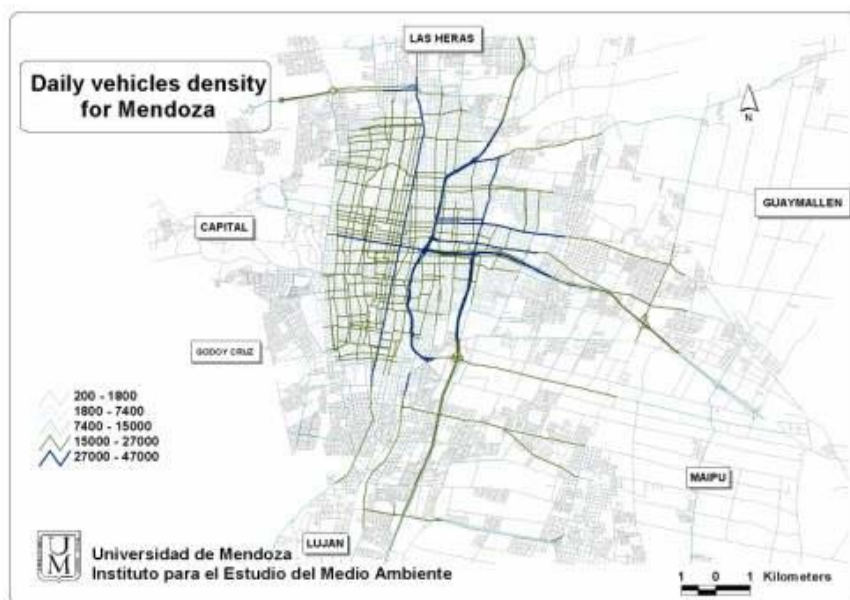 LAS HERAS
Daily vehicles density
for Mendoza
N
GUAYMALLEN
CAPITAL
GODOY CRUZ
200 - 1800
1800 - 7400
7400 - 15000
15000 - 27000
27000 - 47000
MAIPU
LUJAN
UM
Universidad de Mendoza
Instituto para el Estudio del Medio Ambiente
1 0 1 Kilometers